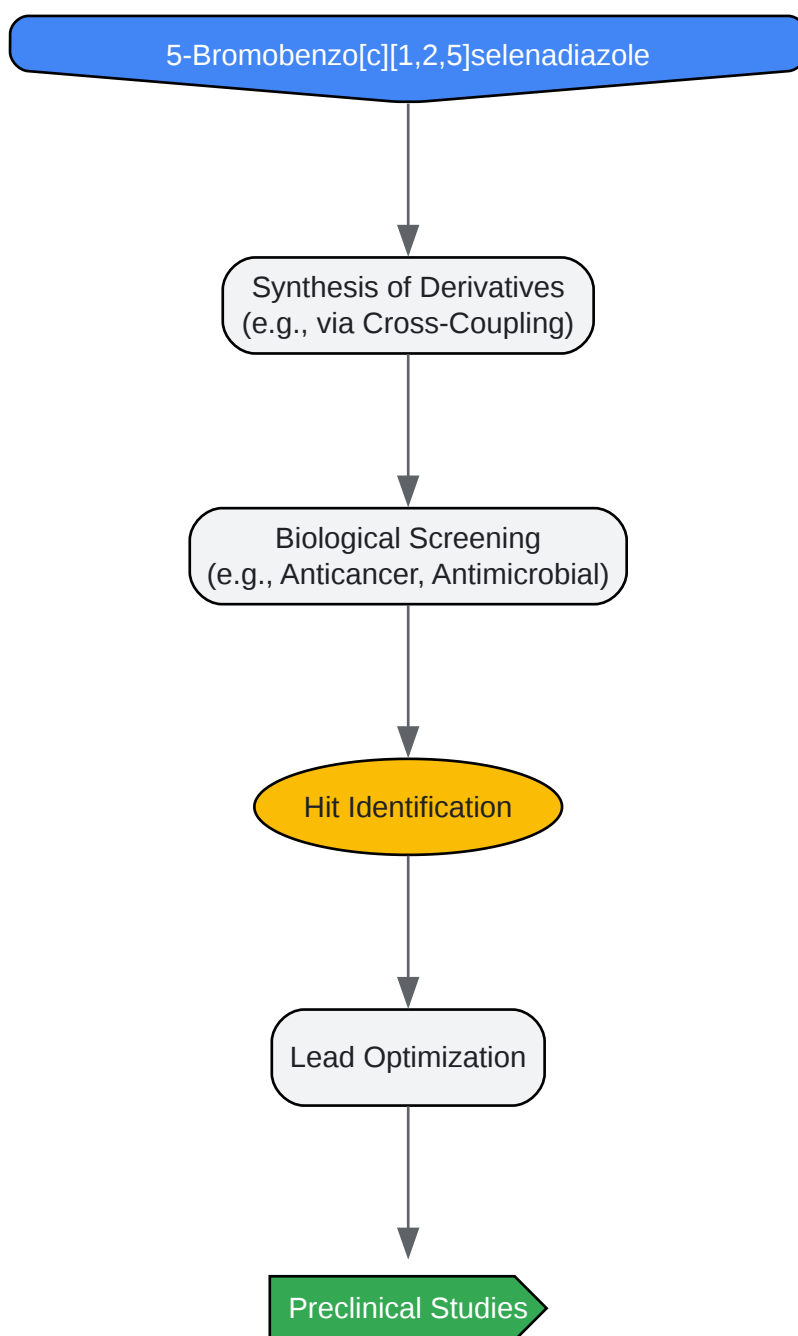 5-Bromobenzo[c][1,2,5]selenadiazole
Synthesis of Derivatives
(e.g., via Cross-Coupling)
Biological Screening
(e.g., Anticancer, Antimicrobial)
Hit Identification
Lead Optimization
Preclinical Studies